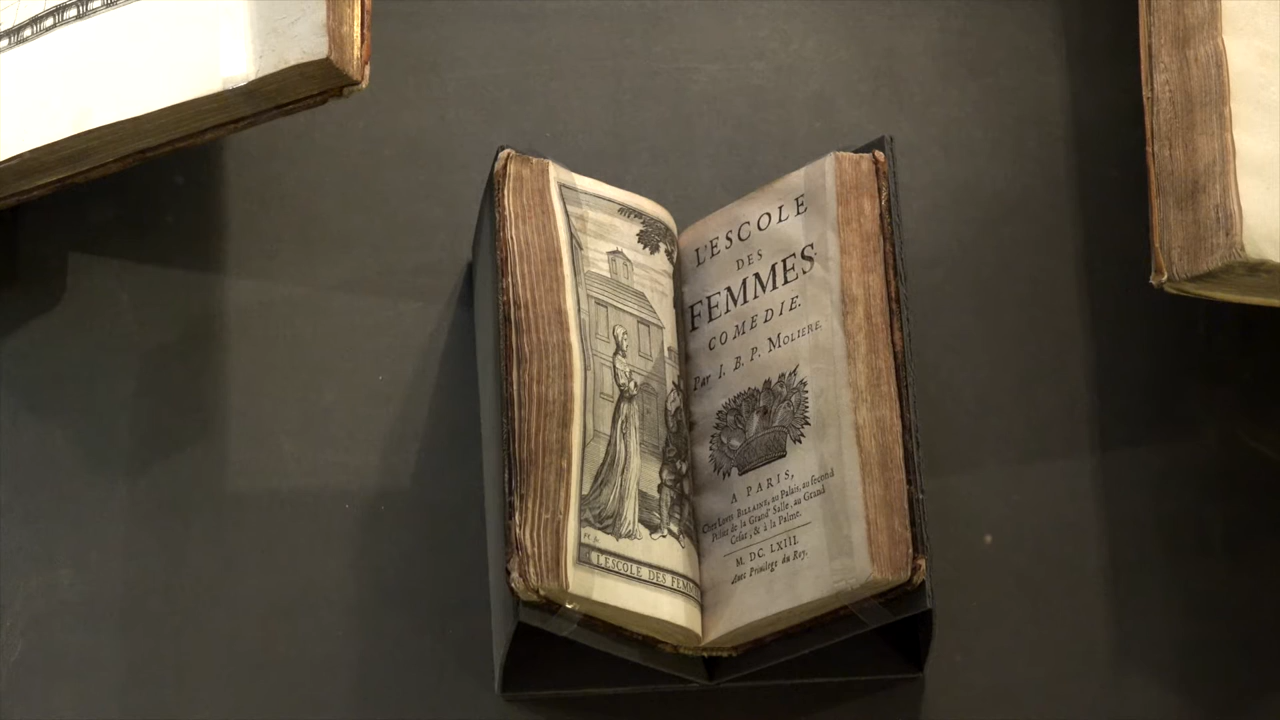 L'ESCOLE DES FEMM
L'ESCOLE
DES
FEMMES.
COMEDIE.
Par I. B. P. MOLIERE.
A PARIS,
Chez LOUIS BILLAINE, au Palais, au second
Pilier de la Grand' Salle, au Grand
Cesar, & à la Palme.
M. DC. LXIII.
Avec Privilege du Roy.